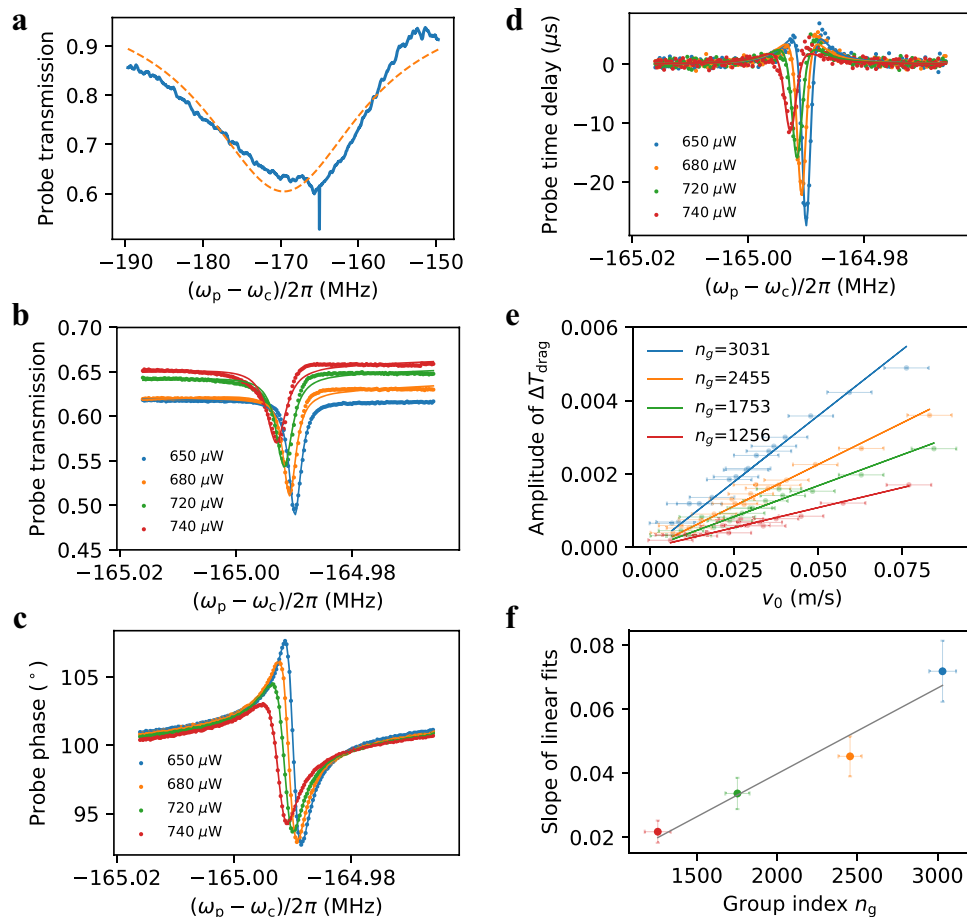 a
0.9
0.8
0.7
0.6
Probe transmission
−190 −180 −170 −160 −150
(ωp − ωc)/2π (MHz)
b
0.70
0.65
0.60
0.55
0.50
0.45
Probe transmission
650 μW
680 μW
720 μW
740 μW
−165.02 −165.00 −164.98
(ωp − ωc)/2π (MHz)
c
105
100
95
Probe phase (°)
650 μW
680 μW
720 μW
740 μW
−165.02 −165.00 −164.98
(ωp − ωc)/2π (MHz)
d
0
−10
−20
Probe time delay (μs)
650 μW
680 μW
720 μW
740 μW
−165.02 −165.00 −164.98
(ωp − ωc)/2π (MHz)
e
0.006
0.004
0.002
0.000
Amplitude of ΔTdrag
ng=3031
ng=2455
ng=1753
ng=1256
0.000 0.025 0.050 0.075
v0 (m/s)
f
0.08
0.06
0.04
0.02
Slope of linear fits
1500 2000 2500 3000
Group index ng